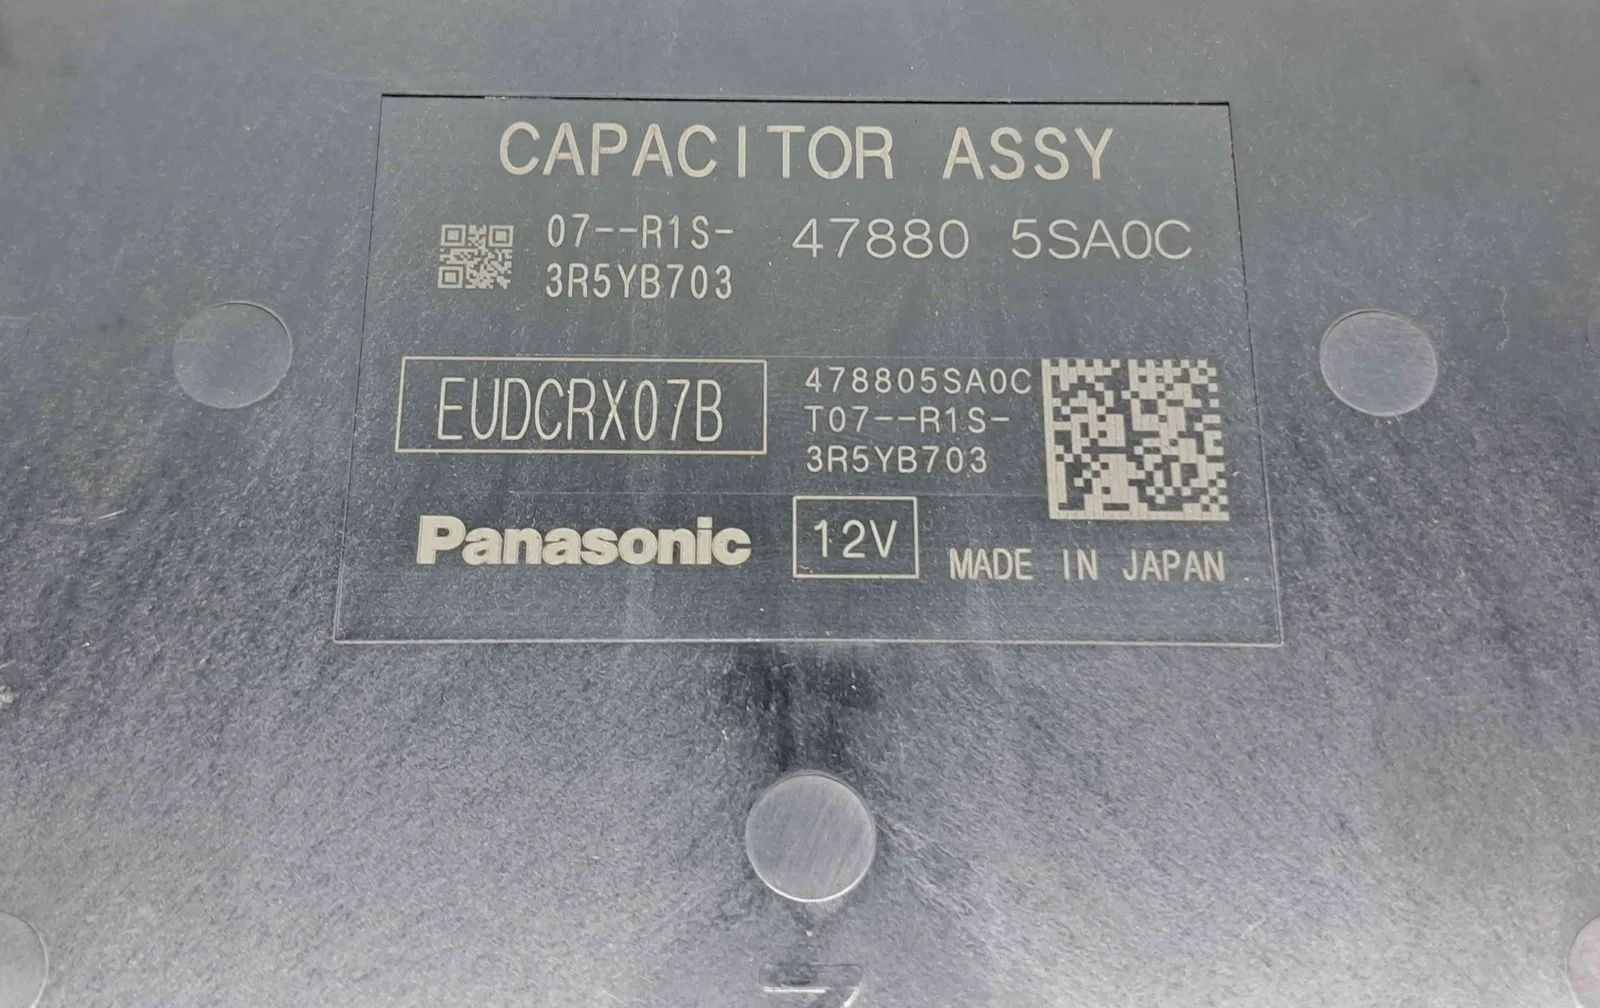 CAPACITOR ASSY
07--R1S- 47880 5SA0C
3R5YB703
EUDCRX07B
478805SA0C
T07--R1S-
3R5YB703
Panasonic
12V
MADE IN JAPAN